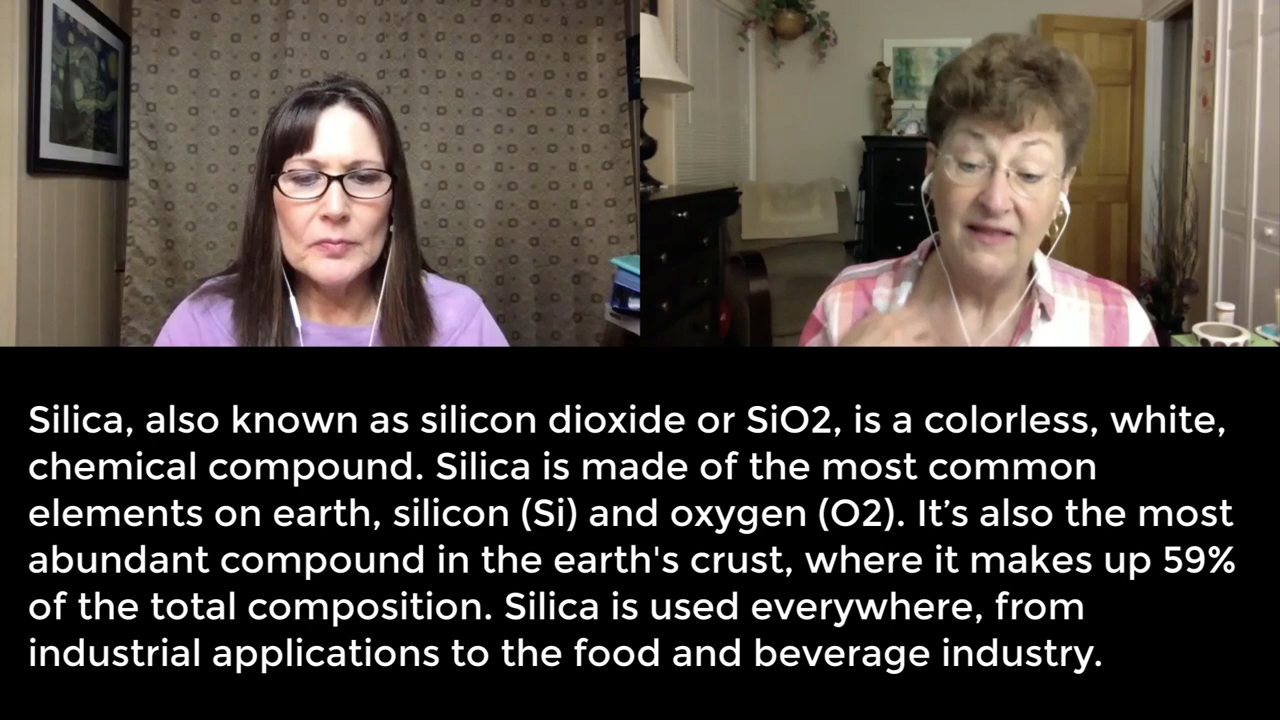 Silica, also known as silicon dioxide or SiO2, is a colorless, white,
chemical compound. Silica is made of the most common
elements on earth, silicon (Si) and oxygen (O2). It’s also the most
abundant compound in the earth's crust, where it makes up 59%
of the total composition. Silica is used everywhere, from
industrial applications to the food and beverage industry.